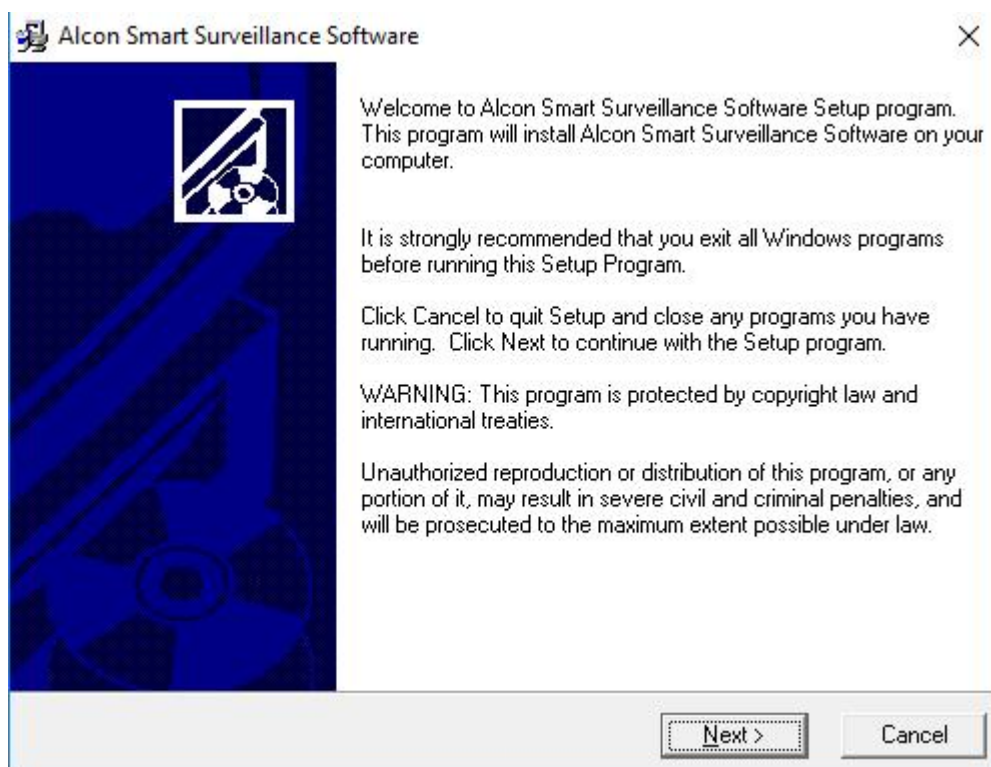 Alcon Smart Surveillance Software
Welcome to Alcon Smart Surveillance Software Setup program.
This program will install Alcon Smart Surveillance Software on your
computer.
It is strongly recommended that you exit all Windows programs
before running this Setup Program.
Click Cancel to quit Setup and close any programs you have
running.  Click Next to continue with the Setup program.
WARNING: This program is protected by copyright law and
international treaties.
Unauthorized reproduction or distribution of this program, or any
portion of it, may result in severe civil and criminal penalties, and
will be prosecuted to the maximum extent possible under law.
Next > Cancel